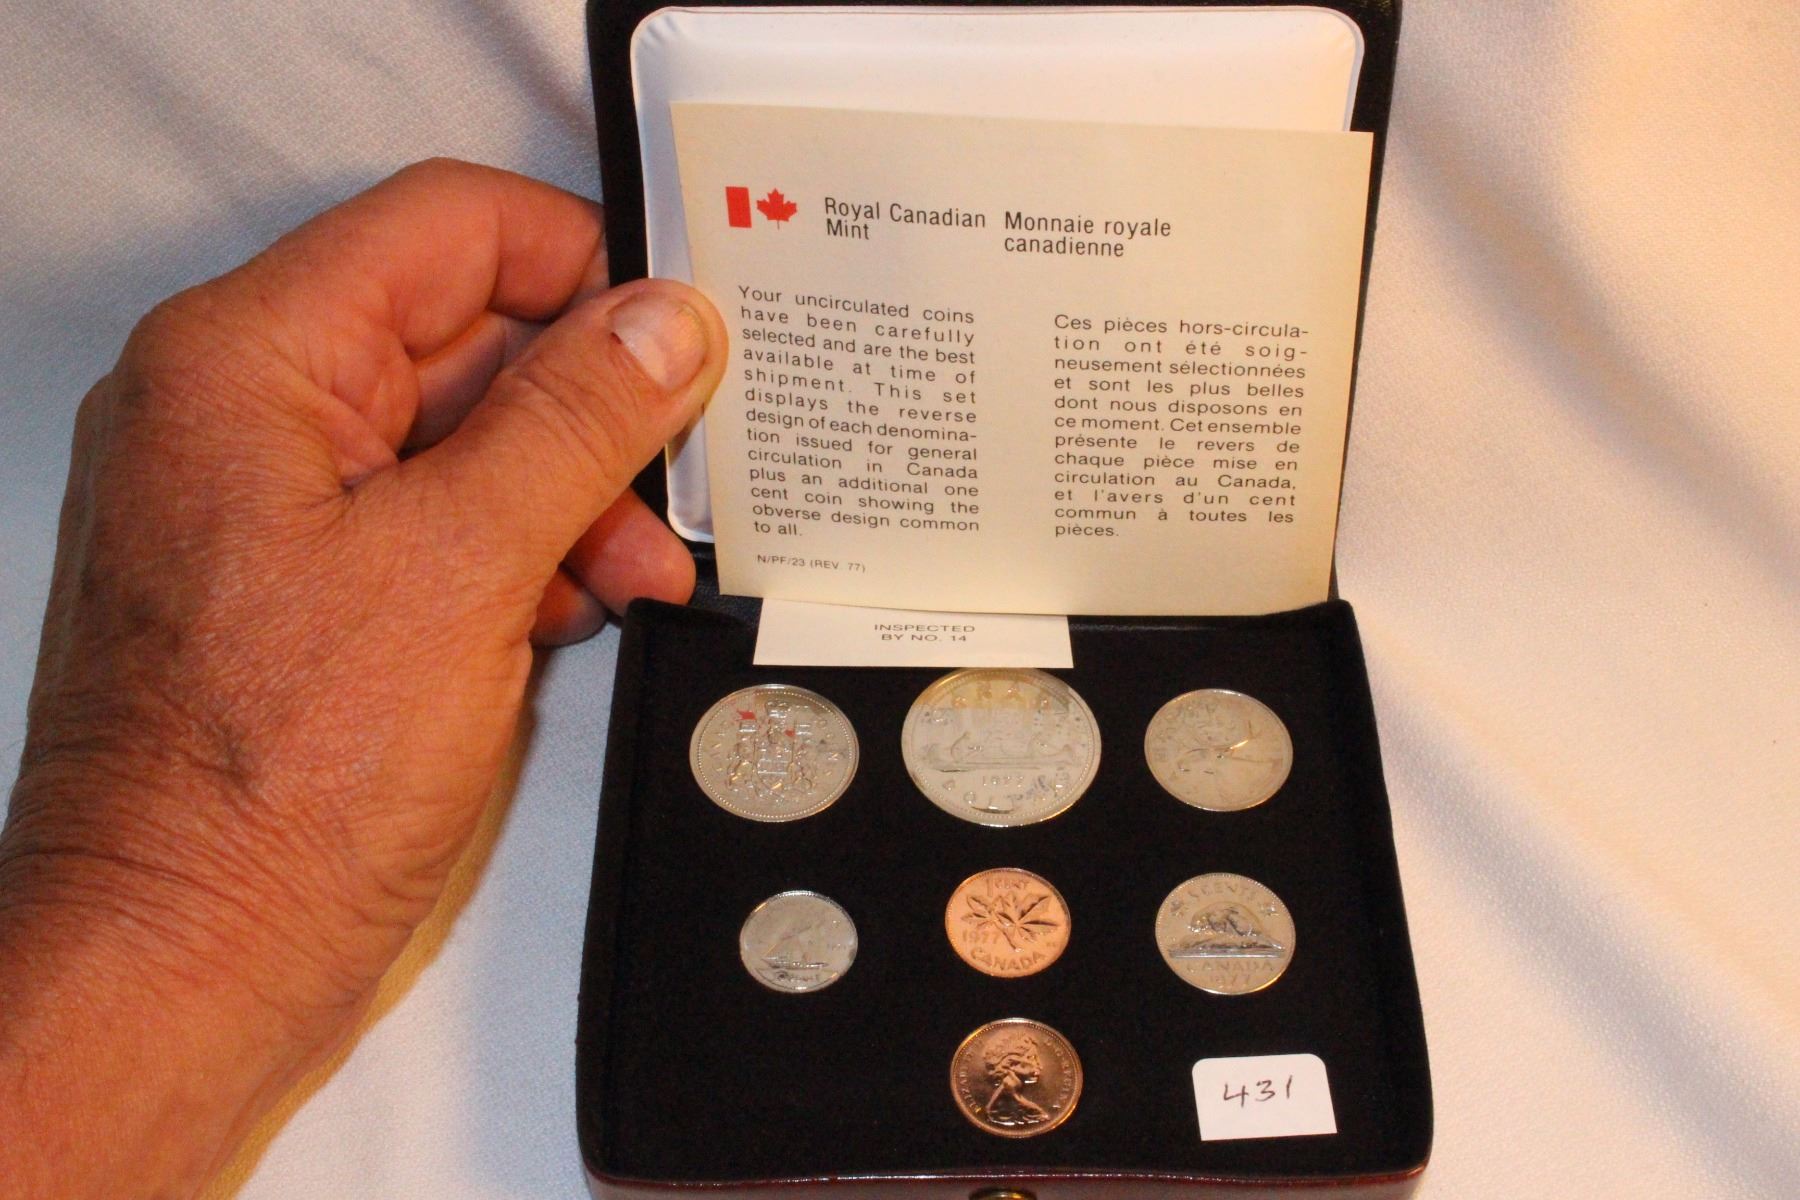 Royal Canadian
Mint
Monnaie royale
canadienne
Your uncirculated coins
have been carefully
selected and are the best
available at time of
shipment. This set
displays the reverse
design of each denomina-
tion issued for general
circulation in Canada
plus an additional one
cent coin showing the
obverse design common
to all.
N/PF/23 (REV. 77)
Ces pièces hors-circula-
tion ont été soig-
neusement sélectionnées
et sont les plus belles
dont nous disposons en
ce moment. Cet ensemble
présente le revers de
chaque pièce mise en
circulation au Canada,
et l'avers d'un cent
commun à toutes les
pièces.
INSPECTED
BY NO. 14
1977
1 CENT
1977
CANADA
5 CENTS
CANADA
1977
431